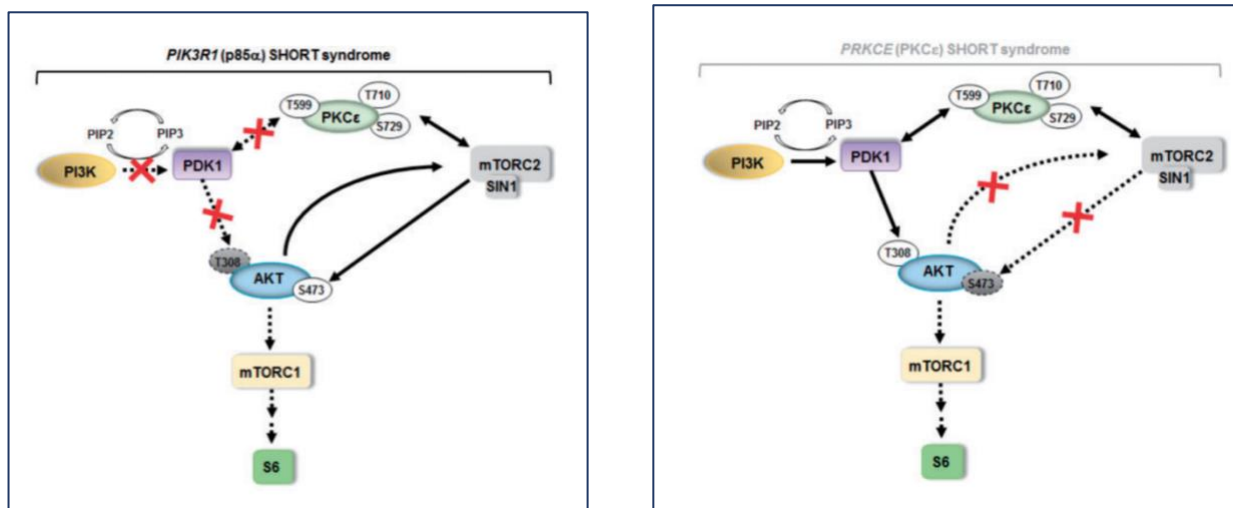 PIK3R1 (p85α) SHORT syndrome
T710
T599
PKCε
S729
PIP2
PIP3
PI3K
PDK1
mTORC2
SIN1
T308
AKT
S473
mTORC1
S6
PRKCE (PKCε) SHORT syndrome
T710
T599
PKCε
S729
PIP2
PIP3
PI3K
PDK1
mTORC2
SIN1
T308
AKT
S473
mTORC1
S6